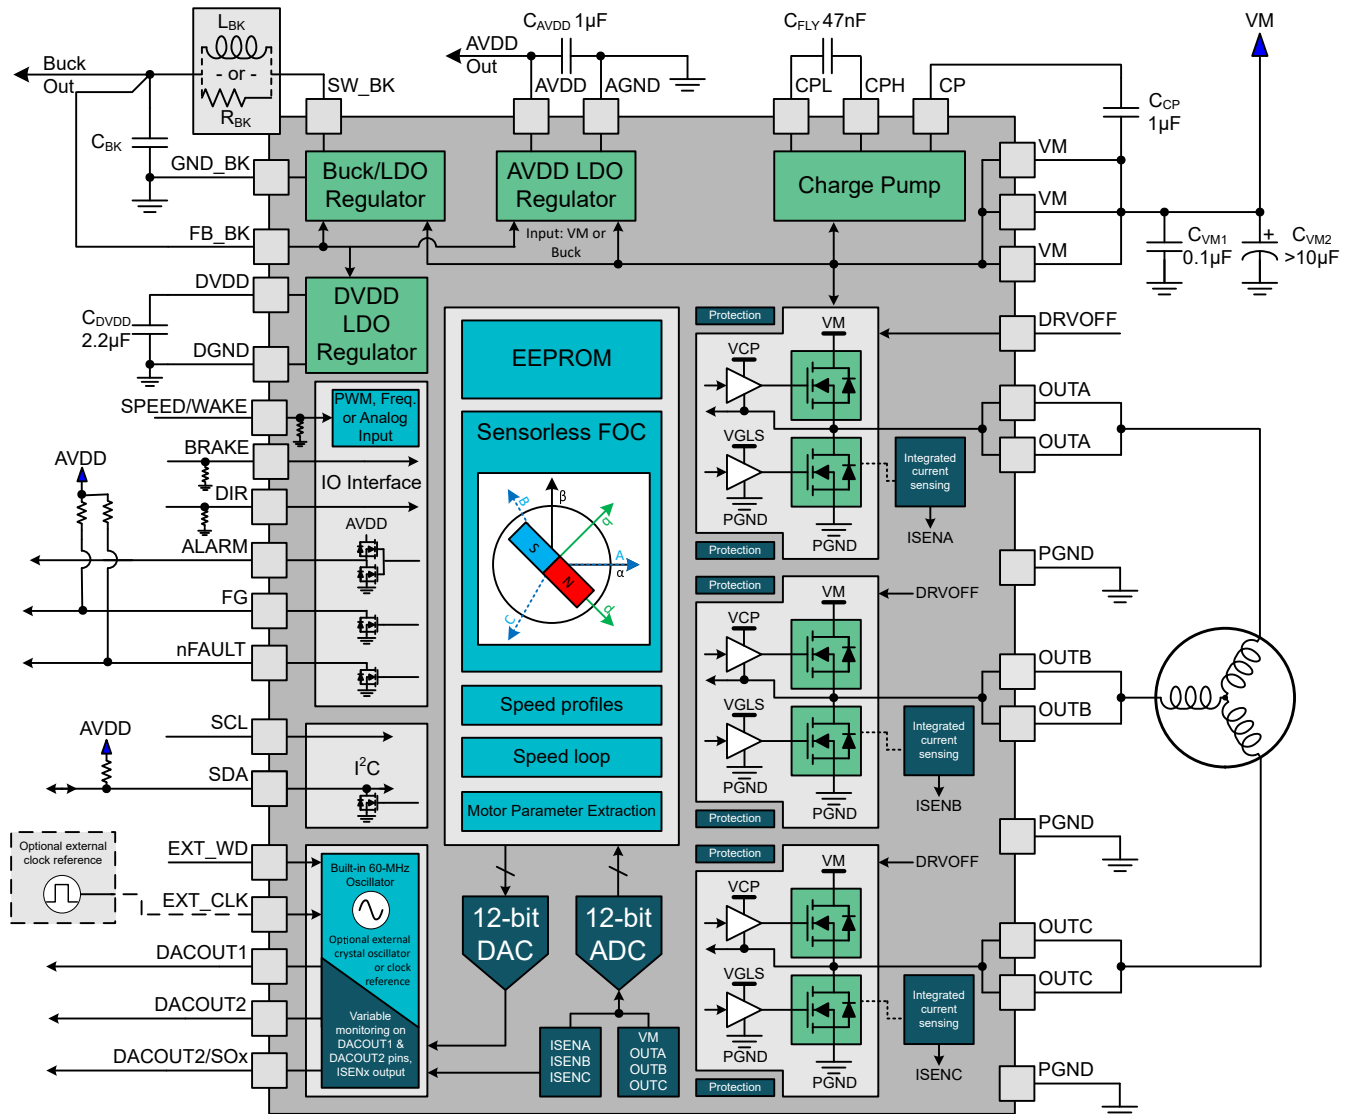 LBK
- or -
RBK
Buck
Out
CBK
SW_BK
GND_BK
FB_BK
CAVDD 1µF
AVDD
Out
AVDD
AGND
CFLY 47nF
CPL
CPH
CP
CCP
1µF
VM
VM
VM
VM
CVM1
0.1µF
+
CVM2
>10µF
Buck/LDO
Regulator
AVDD LDO
Regulator
Charge Pump
Input: VM or
Buck
DVDD
CDVDD
2.2µF
DGND
DVDD
LDO
Regulator
SPEED/WAKE
PWM, Freq.
or Analog
Input
BRAKE
IO Interface
DIR
AVDD
ALARM
AVDD
FG
nFAULT
AVDD
SCL
SDA
I2C
EEPROM
Sensorless FOC
β
B
q
A
α
S
N
C
d
Speed profiles
Speed loop
Motor Parameter Extraction
Optional external
clock reference
EXT_WD
EXT_CLK
Built-in 60-MHz
Oscillator
Optional external
crystal oscillator
or clock
reference
Variable
monitoring on
DACOUT1 &
DACOUT2 pins,
ISENx output
DACOUT1
DACOUT2
DACOUT2/SOx
12-bit
DAC
12-bit
ADC
ISENA
ISENB
ISENC
VM
OUTA
OUTB
OUTC
Protection
VM
VCP
VGLS
PGND
PGND
Integrated
current
sensing
ISENA
Protection
DRVOFF
OUTA
OUTA
PGND
Protection
VM
DRVOFF
VCP
VGLS
PGND
PGND
Integrated
current
sensing
ISENB
Protection
OUTB
OUTB
PGND
Protection
VM
DRVOFF
VCP
VGLS
PGND
PGND
Integrated
current
sensing
ISENC
Protection
OUTC
OUTC
PGND